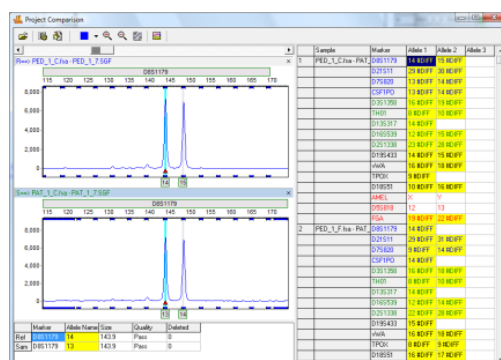 Project Comparison
R==> PED_1_C.fsa - PED_1_7.SGF
D8S1179
115 120 125 130 135 140 145 150 155 160 165 170
8,000
6,000
4,000
2,000
0
14 15
S==> PAT_1_C.fsa - PAT_1_7.SGF
D8S1179
115 120 125 130 135 140 145 150 155 160 165 170
8,000
6,000
4,000
2,000
0
13 15
Marker Allele Name Size Quality Deleted
Ref D8S1179 14 143.9 Pass 0
Sam D8S1179 13 143.9 Pass 0
Sample Marker Allele 1 Allele 2 Allele 3
1 PED_1_C.fsa - PAT_ D8S1179 14 #DIFF 15 #DIFF
D21S11 29 #DIFF 30 #DIFF
D7S820 13 #DIFF 14 #DIFF
CSF1PO 13 #DIFF 14 #DIFF
D3S1358 16 #DIFF 19 #DIFF
TH01 8 #DIFF 10 #DIFF
D13S317 14 #DIFF
D16S539 12 #DIFF 15 #DIFF
D2S1338 23 #DIFF 28 #DIFF
D19S433 14 #DIFF 15 #DIFF
vWA 16 #DIFF 18 #DIFF
TPOX 9 #DIFF
D18S51 10 #DIFF 16 #DIFF
AMEL X Y
D5S818 12 13
FGA 19 #DIFF 22 #DIFF
2 PED_1_F.fsa - PAT_ D8S1179 14 #DIFF
D21S11 29 #DIFF 31 #DIFF
D7S820 9 #DIFF 14 #DIFF
CSF1PO 14 #DIFF
D3S1358 16 #DIFF 18 #DIFF
TH01 8 #DIFF 10 #DIFF
D13S317 14 #DIFF
D16S539 12 #DIFF 14 #DIFF
D2S1338 22 #DIFF 28 #DIFF
D19S433 15 #DIFF
vWA 16 #DIFF 18 #DIFF
TPOX 8 #DIFF 9 #DIFF
D18S51 16 #DIFF 17 #DIFF